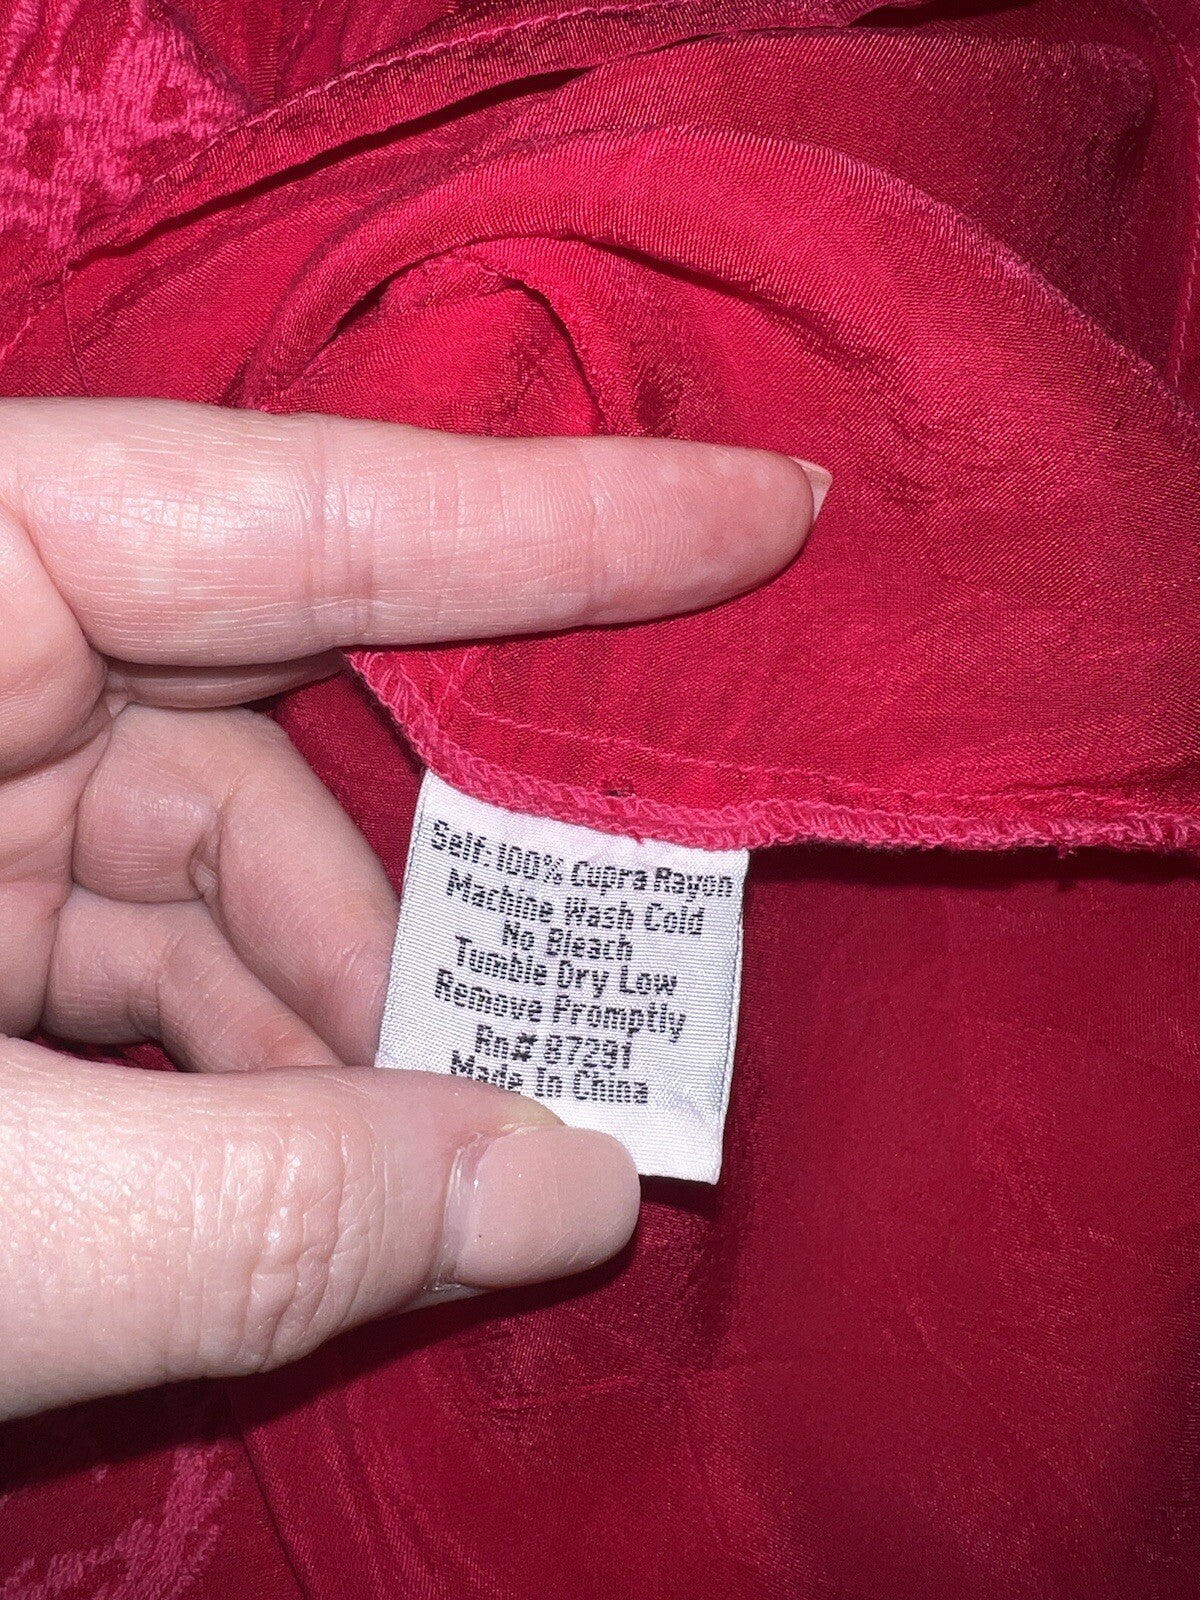 Self: 100% Cupra Rayon
Machine Wash Cold
No Bleach
Tumble Dry Low
Remove Promptly
Rn# 87291
Made In China